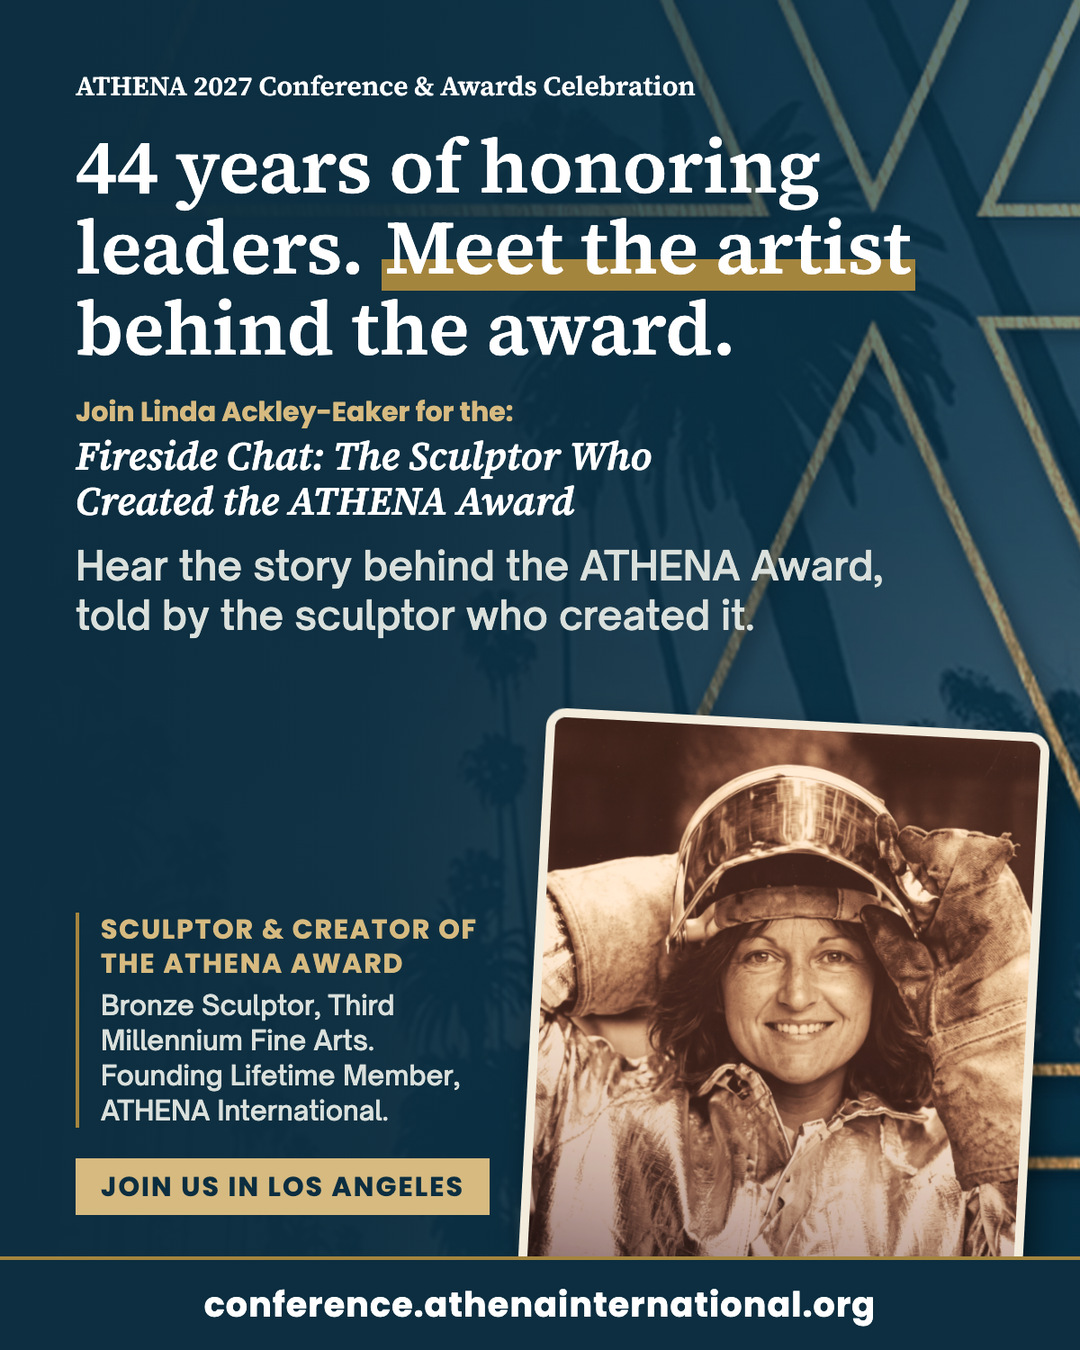 ATHENA 2027 Conference & Awards Celebration
44 years of honoring
leaders. Meet the artist
behind the award.
Join Linda Ackley-Eaker for the:
Fireside Chat: The Sculptor Who
Created the ATHENA Award
Hear the story behind the ATHENA Award,
told by the sculptor who created it.
SCULPTOR & CREATOR OF
THE ATHENA AWARD
Bronze Sculptor, Third
Millennium Fine Arts.
Founding Lifetime Member,
ATHENA International.
JOIN US IN LOS ANGELES
conference.athenainternational.org